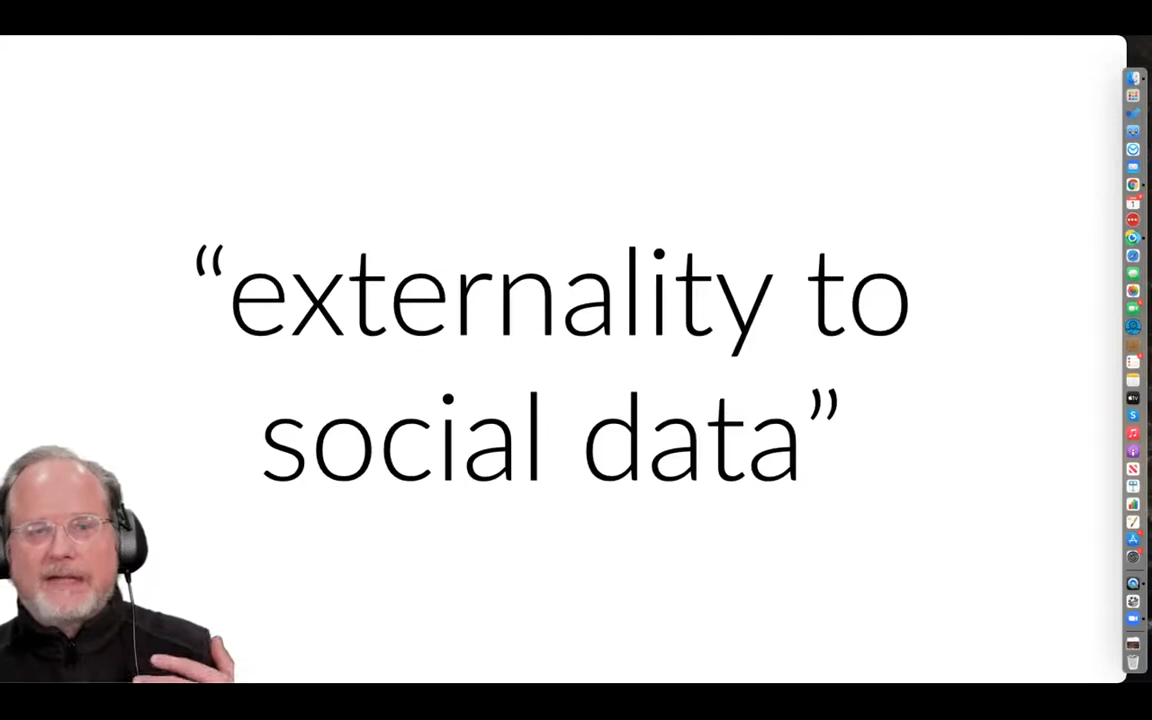 “externality to
social data”